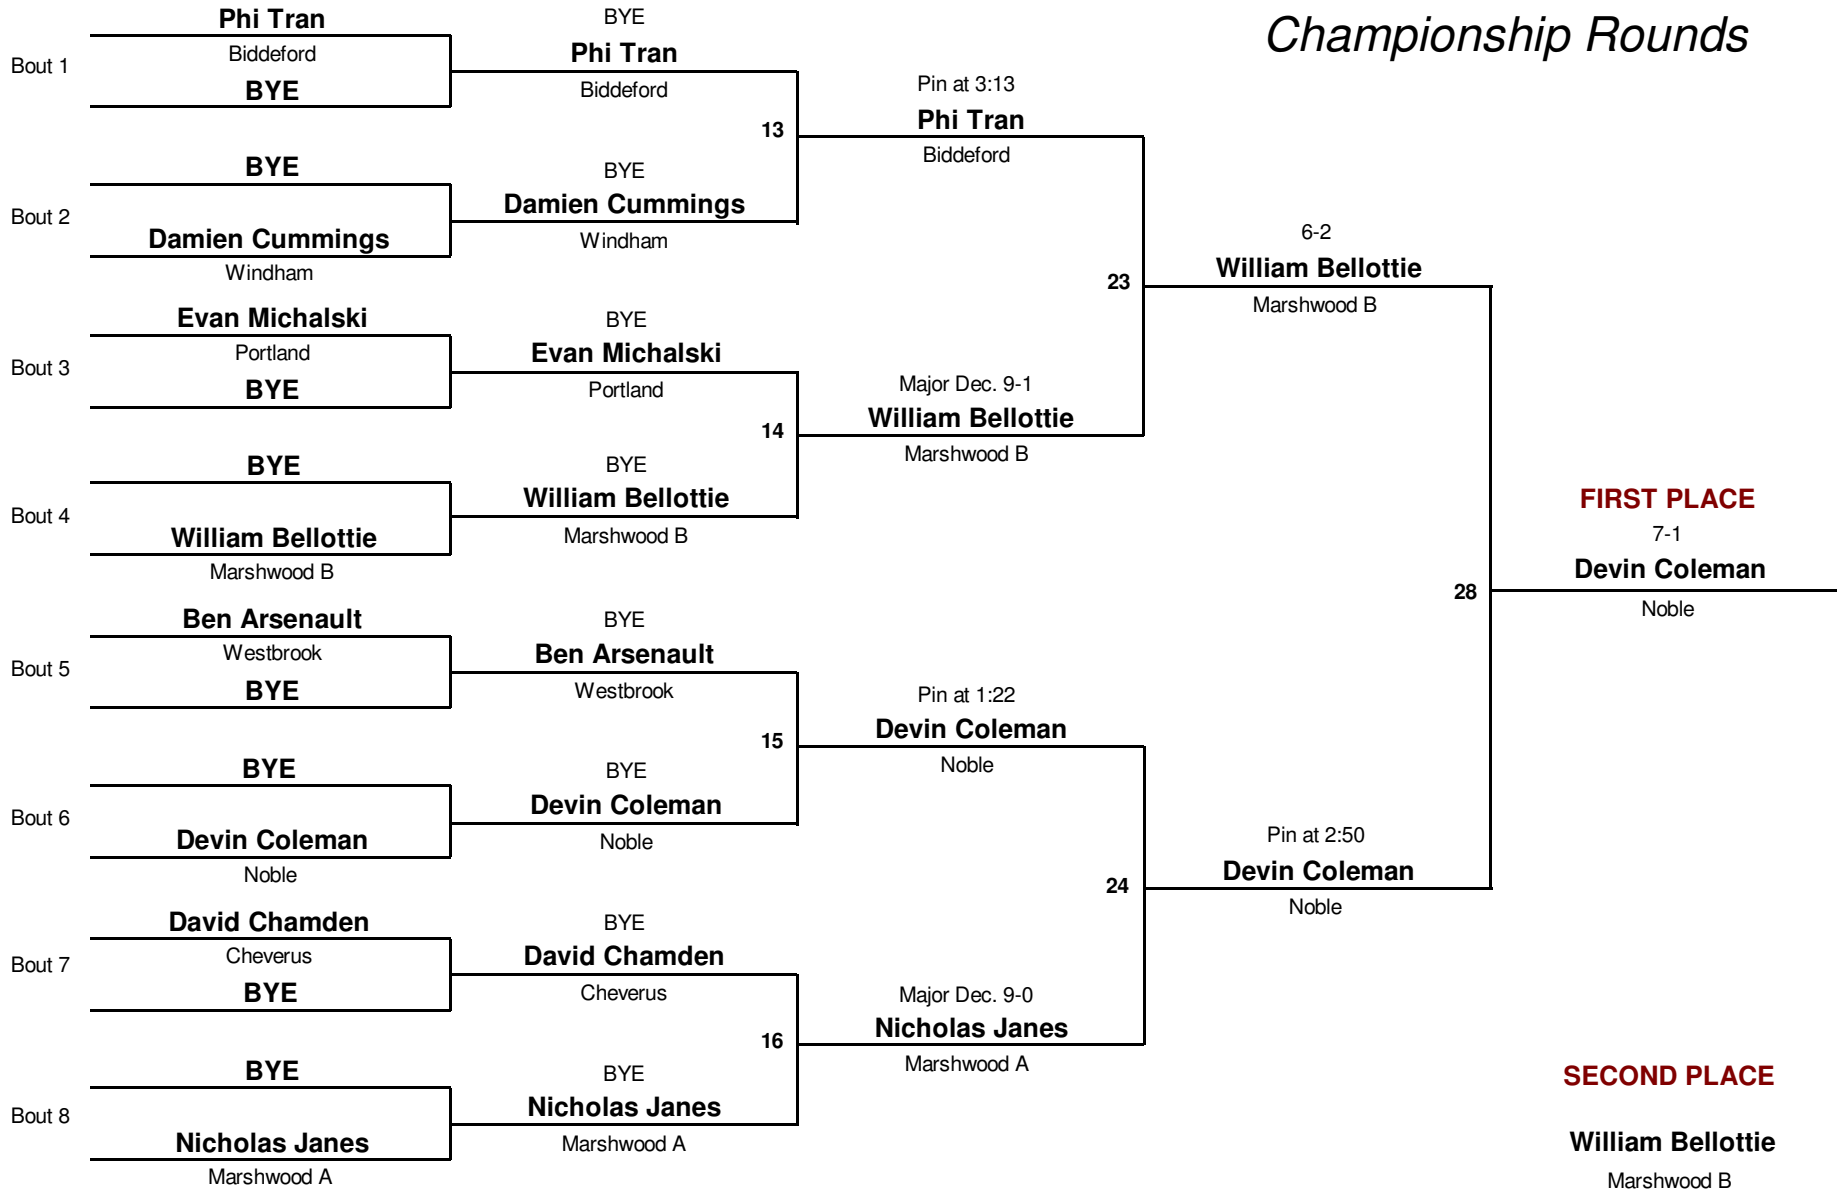 Championship Rounds
Bout 1
Phi Tran
Biddeford
BYE
Bout 2
BYE
Damien Cummings
Windham
Bout 3
Evan Michalski
Portland
BYE
Bout 4
BYE
William Bellottie
Marshwood B
Bout 5
Ben Arsenault
Westbrook
BYE
Bout 6
BYE
Devin Coleman
Noble
Bout 7
David Chamden
Cheverus
BYE
Bout 8
BYE
Nicholas Janes
Marshwood A
BYE
Phi Tran
Biddeford
13
BYE
Damien Cummings
Windham
BYE
Evan Michalski
Portland
14
BYE
William Bellottie
Marshwood B
BYE
Ben Arsenault
Westbrook
15
BYE
Devin Coleman
Noble
BYE
David Chamden
Cheverus
16
BYE
Nicholas Janes
Marshwood A
Pin at 3:13
Phi Tran
Biddeford
23
Major Dec. 9-1
William Bellottie
Marshwood B
Pin at 1:22
Devin Coleman
Noble
24
Major Dec. 9-0
Nicholas Janes
Marshwood A
6-2
William Bellottie
Marshwood B
28
Pin at 2:50
Devin Coleman
Noble
FIRST PLACE
7-1
Devin Coleman
Noble
SECOND PLACE
William Bellottie
Marshwood B